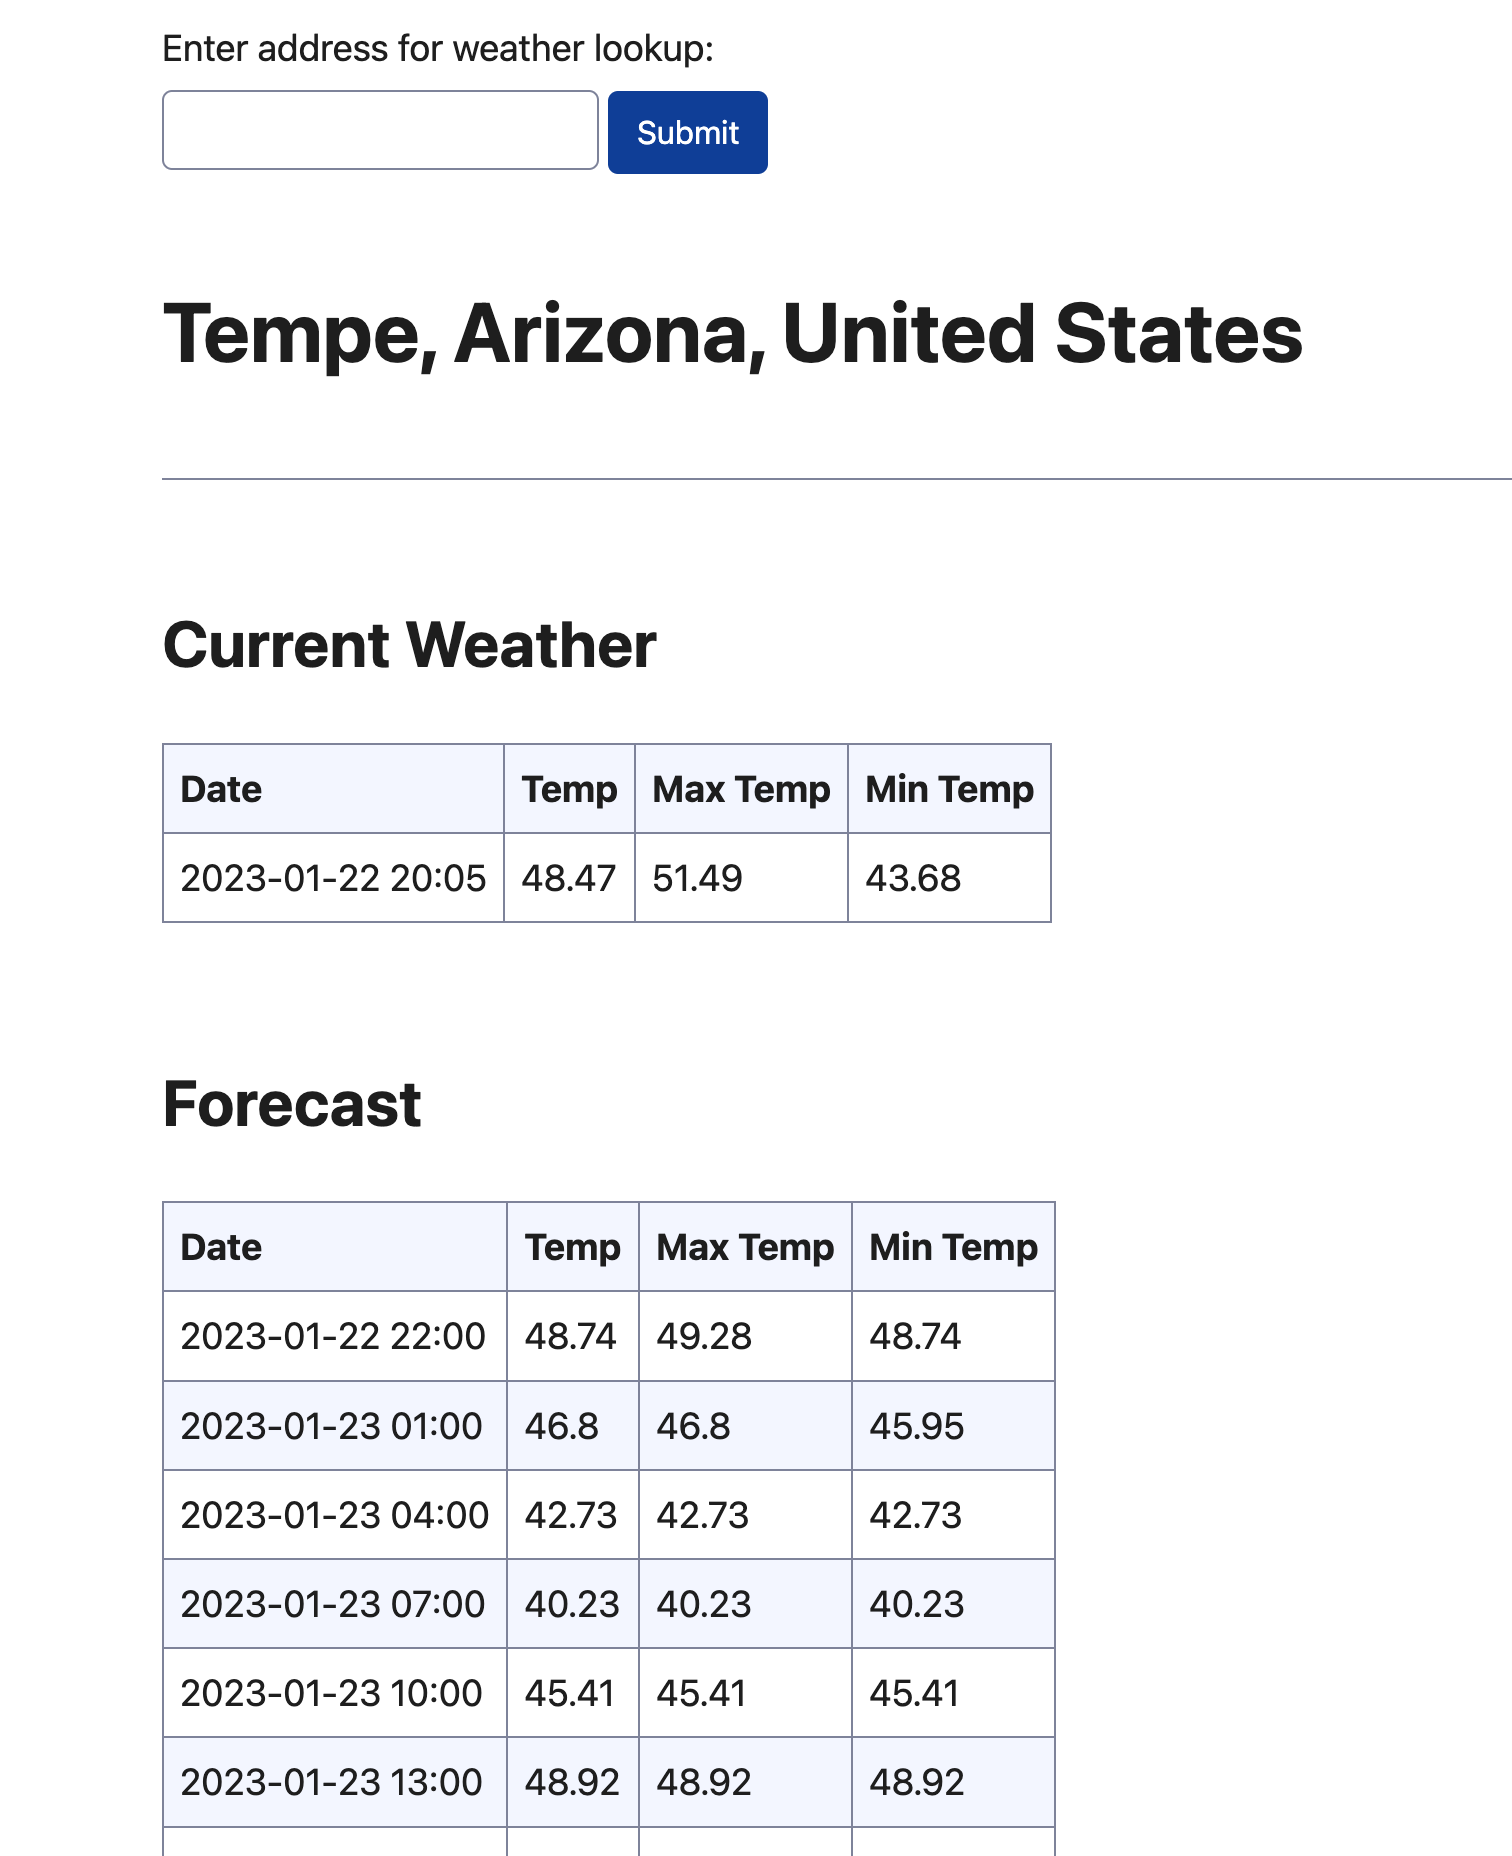 Enter address for weather lookup:
Submit
Tempe, Arizona, United States
Current Weather
Date Temp Max Temp Min Temp
2023-01-22 20:05 48.47 51.49 43.68
Forecast
Date Temp Max Temp Min Temp
2023-01-22 22:00 48.74 49.28 48.74
2023-01-23 01:00 46.8 46.8 45.95
2023-01-23 04:00 42.73 42.73 42.73
2023-01-23 07:00 40.23 40.23 40.23
2023-01-23 10:00 45.41 45.41 45.41
2023-01-23 13:00 48.92 48.92 48.92